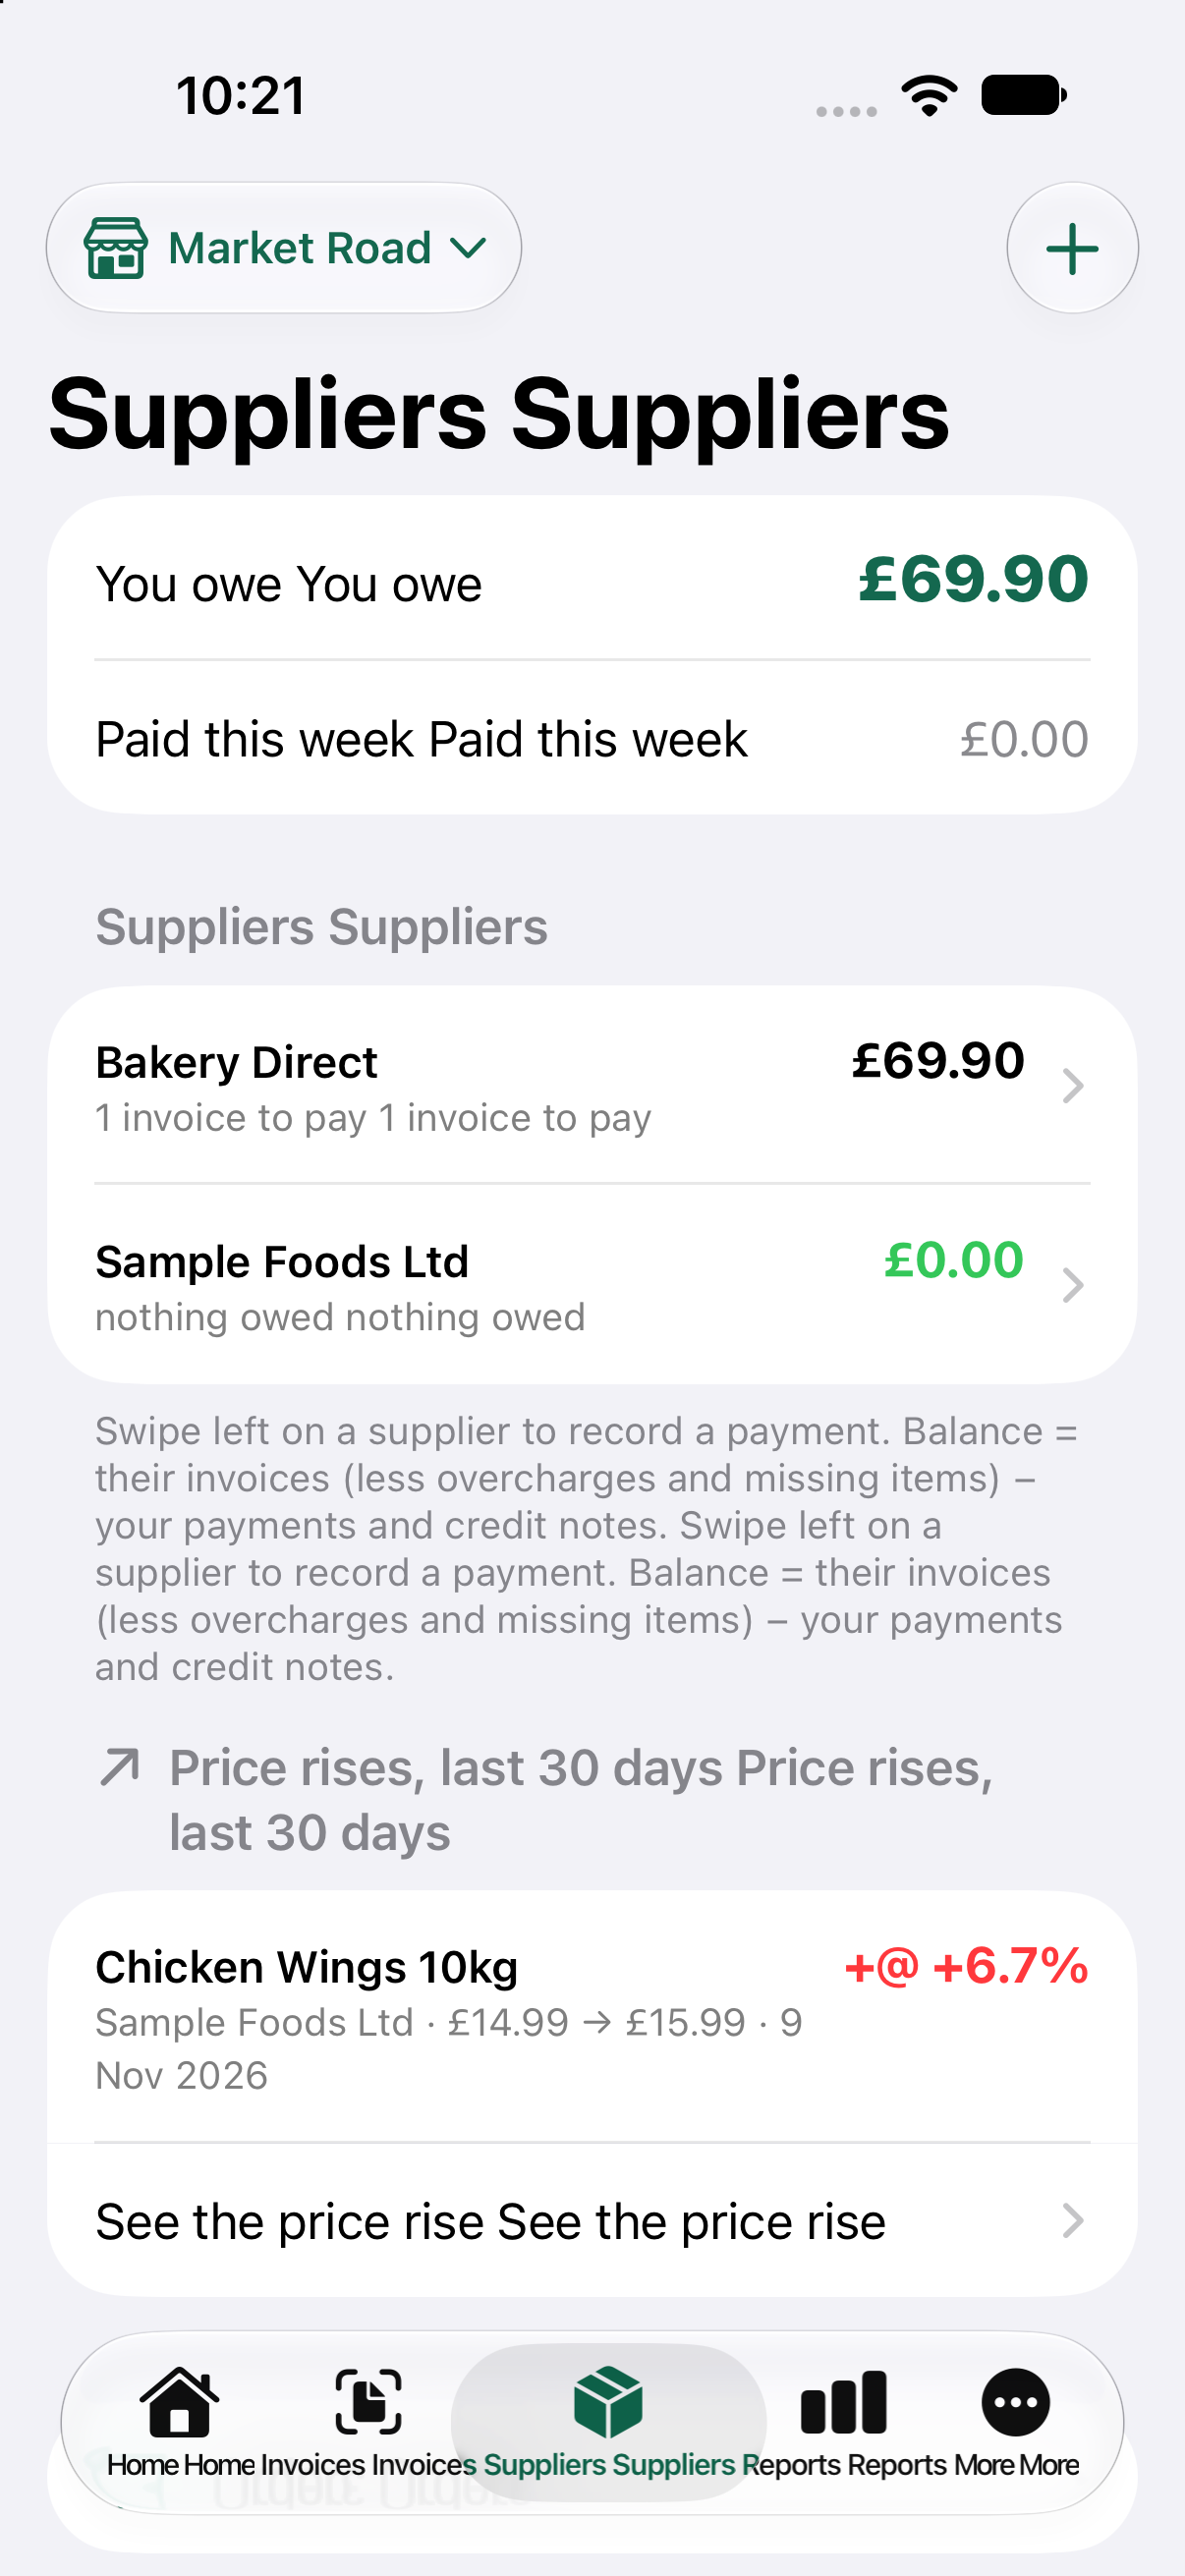 10:21
Market Road
Suppliers Suppliers
You owe You owe £69.90
Paid this week Paid this week £0.00
Suppliers Suppliers
Bakery Direct £69.90
1 invoice to pay 1 invoice to pay
Sample Foods Ltd £0.00
nothing owed nothing owed
Swipe left on a supplier to record a payment. Balance =
their invoices (less overcharges and missing items) –
your payments and credit notes. Swipe left on a
supplier to record a payment. Balance = their invoices
(less overcharges and missing items) – your payments
and credit notes.
Price rises, last 30 days Price rises,
last 30 days
Chicken Wings 10kg +@ +6.7%
Sample Foods Ltd · £14.99 → £15.99 · 9
Nov 2026
See the price rise See the price rise
Home Home Invoices Invoices Suppliers Suppliers Reports Reports More More